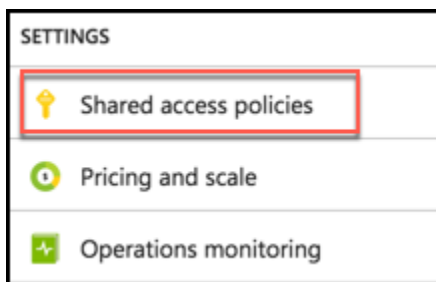 SETTINGS
Shared access policies
Pricing and scale
Operations monitoring